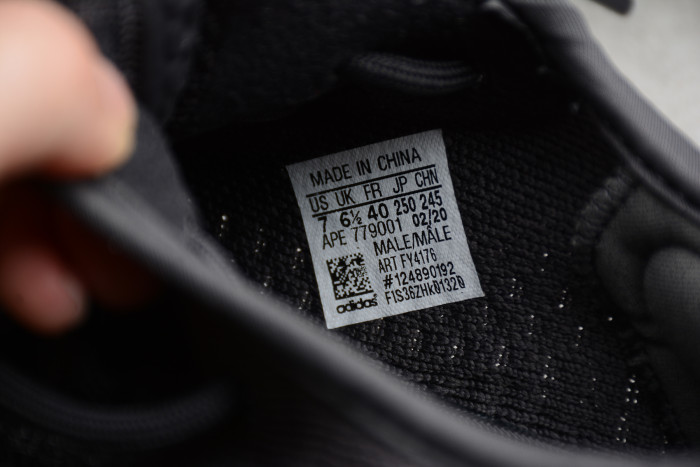 MADE IN CHINA
US UK FR JP CHN
7 6½ 40 250 245
APE 779001 02/20
MALE/MÂLE
ART FY4176
#124890192
FIS36ZHk01320
adidas